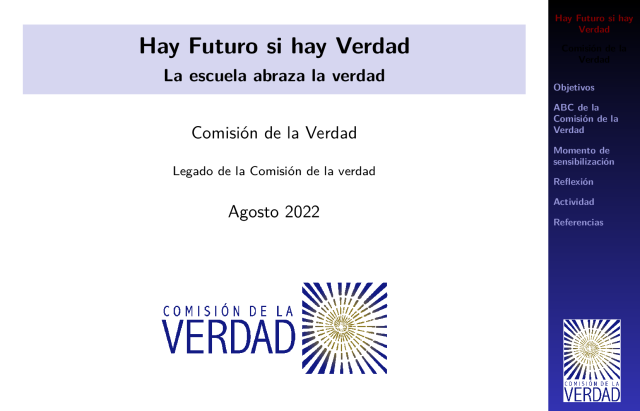 Hay Futuro si hay Verdad
La escuela abraza la verdad
Comisión de la Verdad
Legado de la Comisión de la verdad
Agosto 2022
COMISIÓN DE LA
VERDAD
Hay Futuro si hay
Verdad
Comisión de la
Verdad
Objetivos
ABC de la
Comisión de la
Verdad
Momento de
sensibilización
Reflexión
Actividad
Referencias
COMISIÓN DE LA
VERDAD